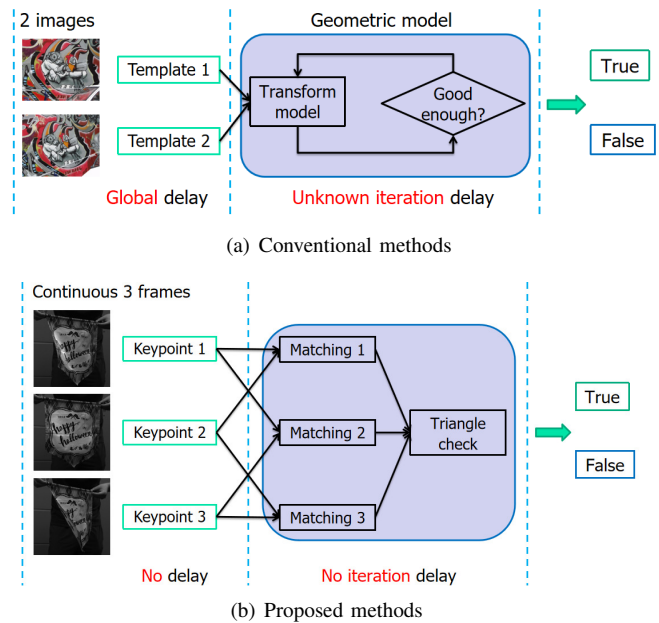 2 images
Geometric model
Template 1
Template 2
Transform
model
Good
enough?
True
False
Global delay
Unknown iteration delay
(a) Conventional methods
Continuous 3 frames
Happy
Halloween
Keypoint 1
Keypoint 2
Keypoint 3
Matching 1
Matching 2
Matching 3
Triangle
check
True
False
No delay
No iteration delay
(b) Proposed methods